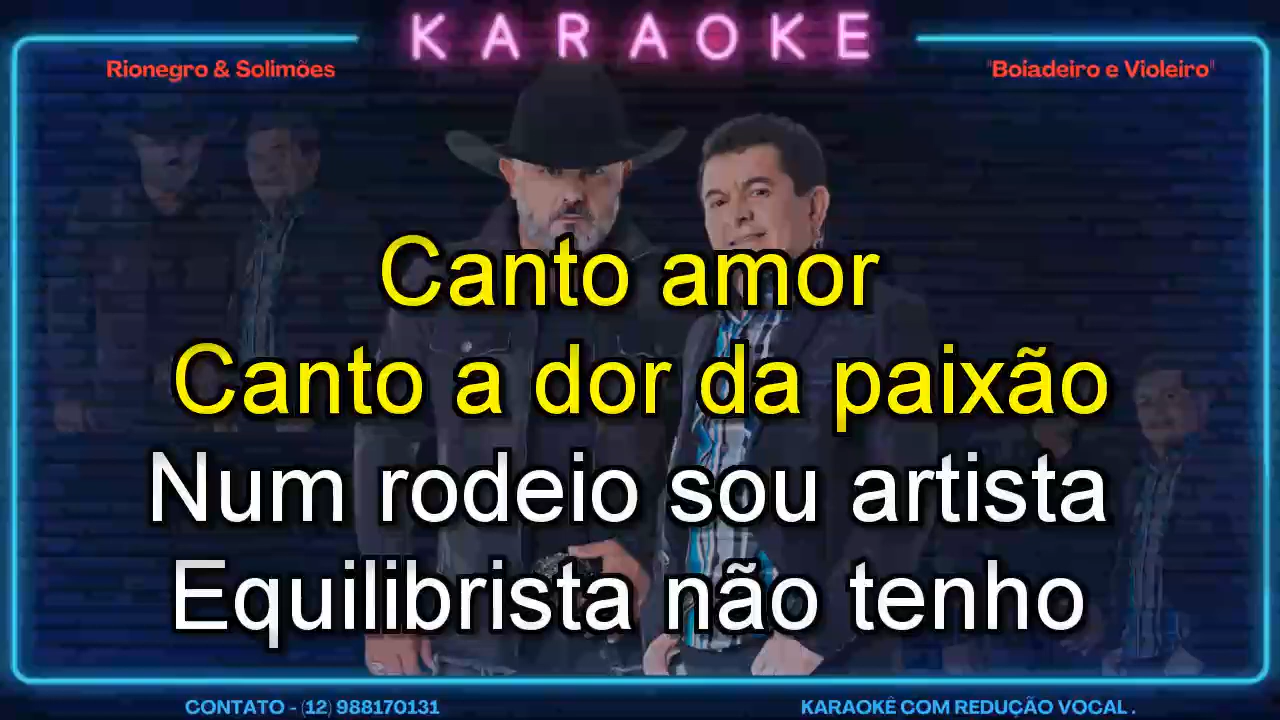 KARAOKE
Rionegro & Solimões
"Boiadeiro e Violeiro"
Canto amor
Canto a dor da paixão
Num rodeio sou artista
Equilibrista não tenho
CONTATO - (12) 988170131
KARAOKÊ COM REDUÇÃO VOCAL .